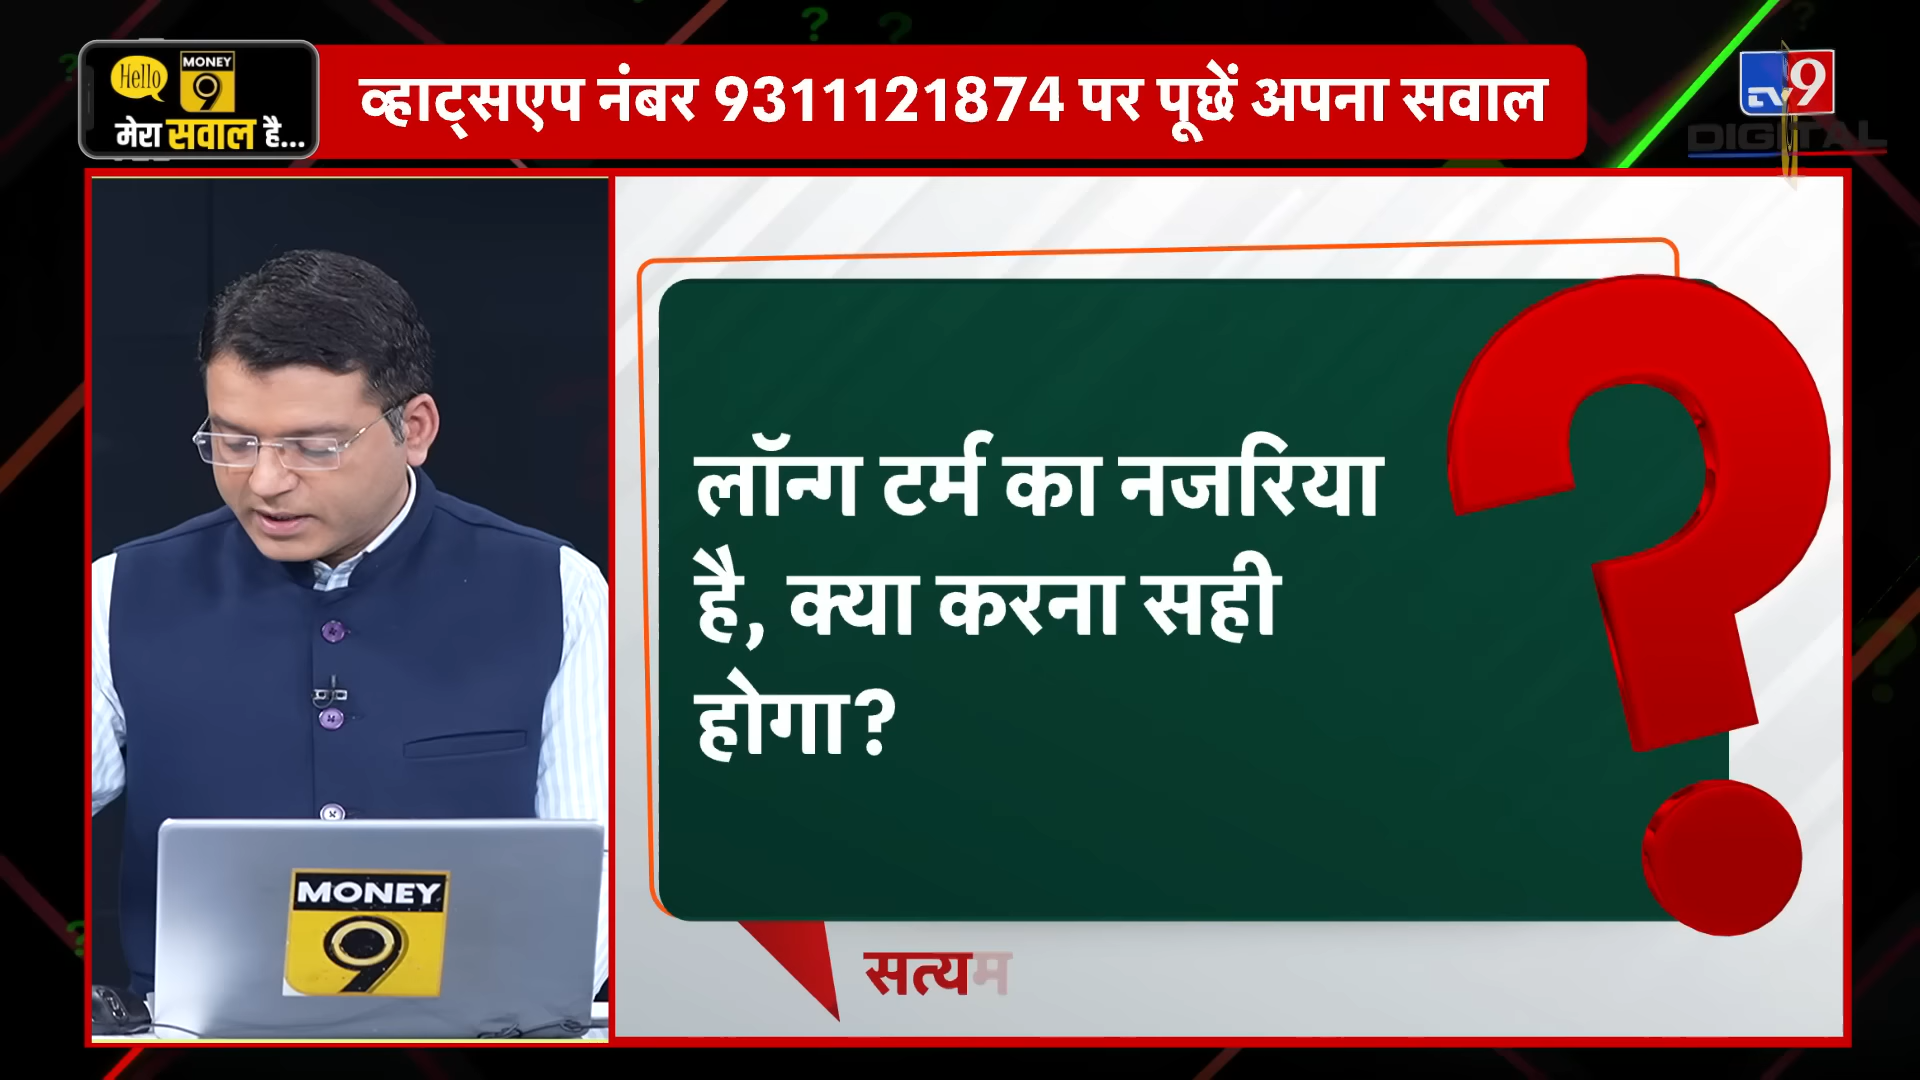 Hello
MONEY
9
मेरा सवाल है...
व्हाट्सएप नंबर 9311121874 पर पूछें अपना सवाल
TV9
DIGITAL
लॉन्ग टर्म का नजरिया
है, क्या करना सही
होगा?
सत्यम
MONEY
9